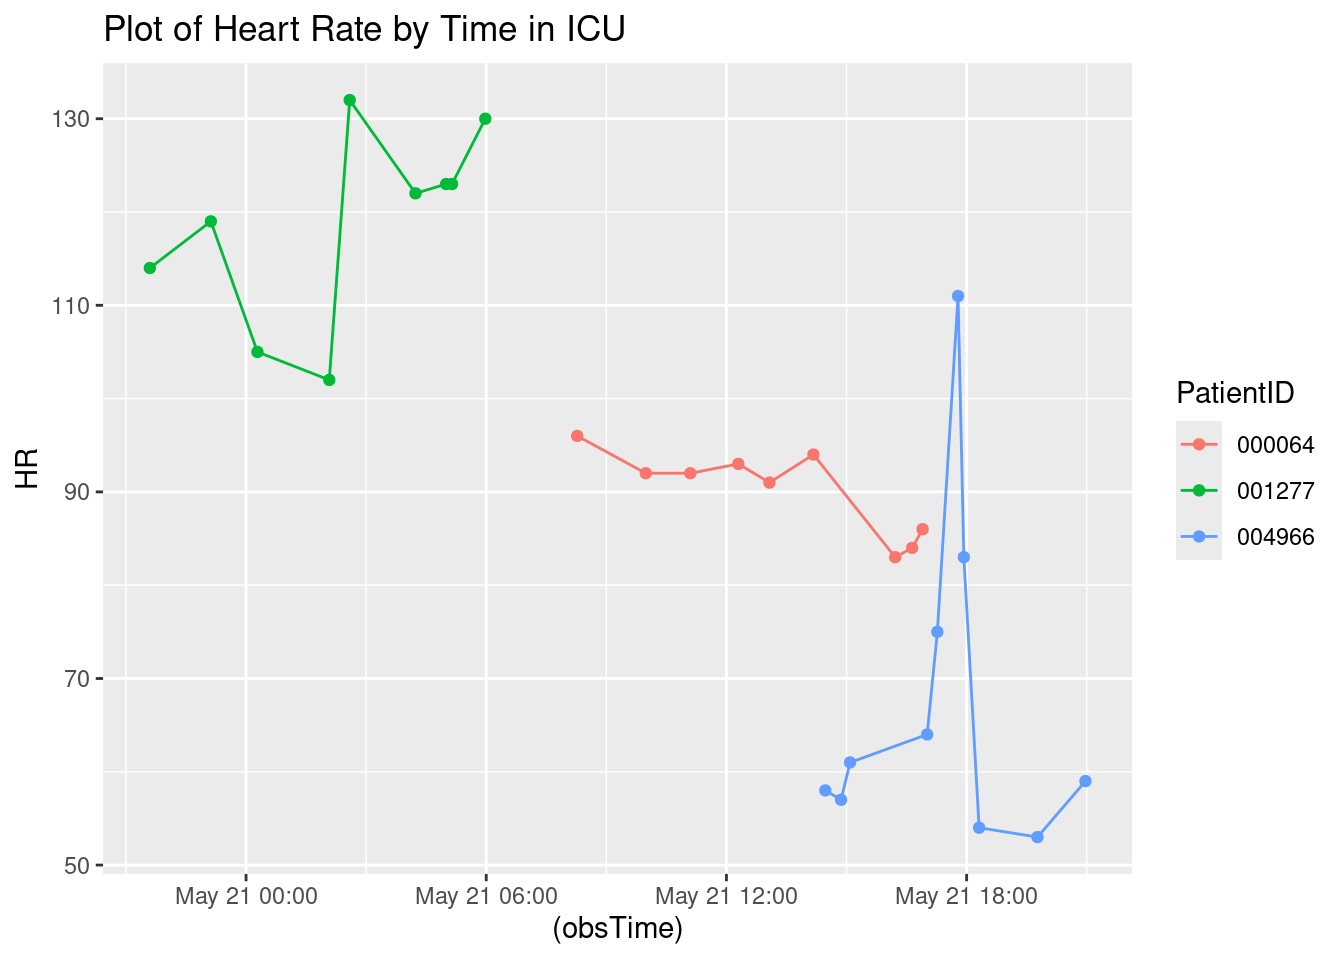 Plot of Heart Rate by Time in ICU
130
110
90
70
50
HR
May 21 00:00
May 21 06:00
May 21 12:00
May 21 18:00
(obsTime)
PatientID
000064
001277
004966